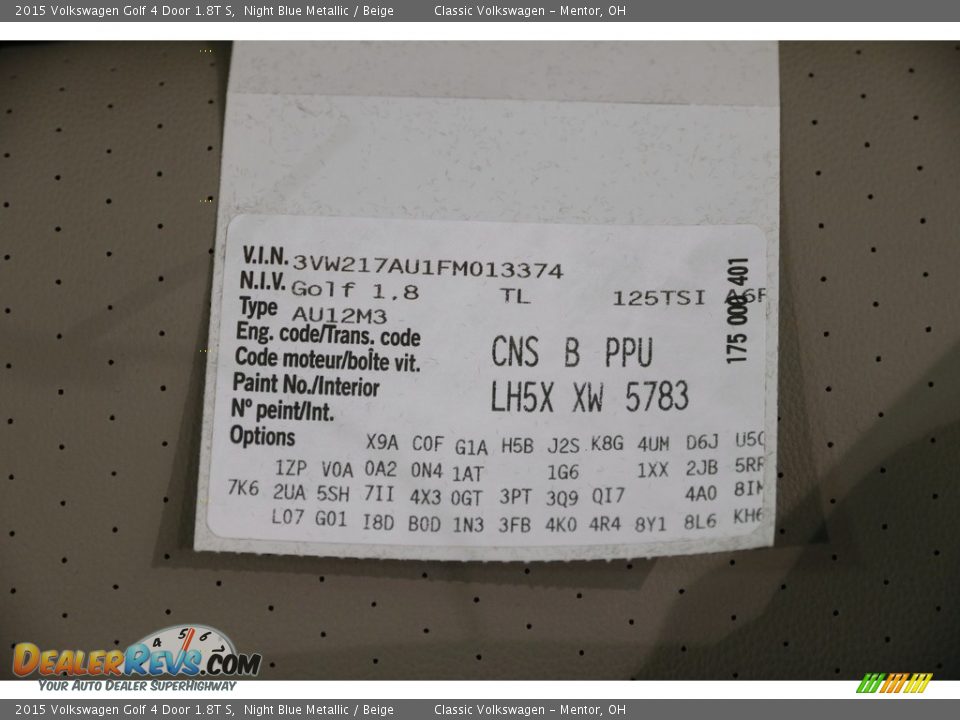 2015 Volkswagen Golf 4 Door 1.8T S, Night Blue Metallic / Beige Classic Volkswagen - Mentor, OH
V.I.N. 3VW217AU1FM013374
N.I.V. Golf 1,8 TL 125TSI
Type AU12M3
175 000 401
Eng. code/Trans. code
Code moteur/boîte vit. CNS B PPU
Paint No./Interior
N° peint/Int. LH5X XW 5783
Options X9A C0F G1A H5B J2S K8G 4UM D6J
1ZP V0A 0A2 0N4 1AT 1G6 1XX 2JB
7K6 2UA 5SH 7II 4X3 0GT 3PT 3Q9 QI7 4A0
L07 G01 I8D B0D 1N3 3FB 4K0 4R4 8Y1 8L6
4 5 6
DEALERREVS.COM
YOUR AUTO DEALER SUPERHIGHWAY
2015 Volkswagen Golf 4 Door 1.8T S, Night Blue Metallic / Beige Classic Volkswagen - Mentor, OH